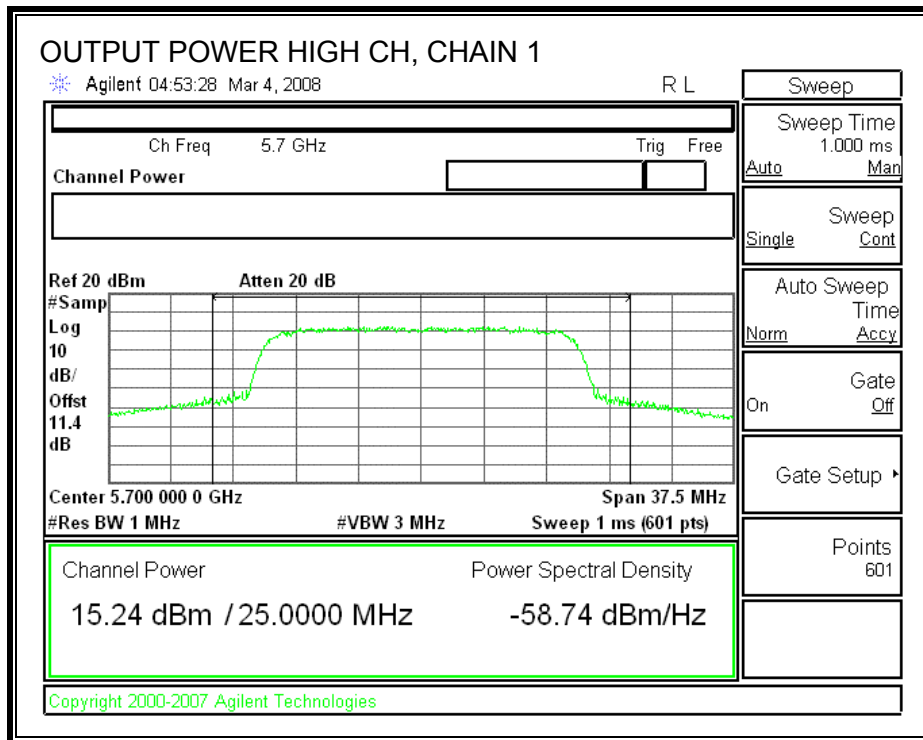 OUTPUT POWER HIGH CH, CHAIN 1
Agilent 04:53:28 Mar 4, 2008 R L
Ch Freq 5.7 GHz Trig Free
Channel Power
Ref 20 dBm Atten 20 dB
#Samp
Log
10
dB/
Offst
11.4
dB
Center 5.700 000 0 GHz Span 37.5 MHz
#Res BW 1 MHz #VBW 3 MHz Sweep 1 ms (601 pts)
Channel Power Power Spectral Density
15.24 dBm / 25.0000 MHz -58.74 dBm/Hz
Copyright 2000-2007 Agilent Technologies
Sweep
Sweep Time
1.000 ms
Auto Man
Sweep
Single Cont
Auto Sweep
Time
Norm Accy
Gate
On Off
Gate Setup
Points
601